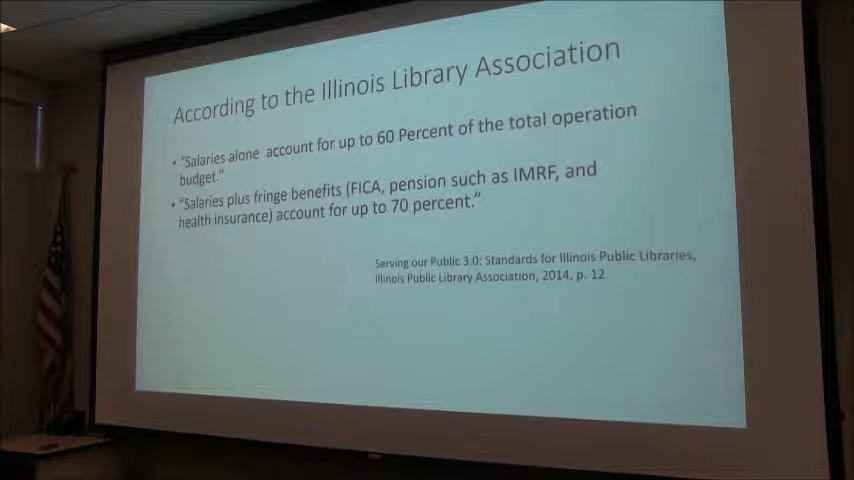 According to the Illinois Library Association
• "Salaries alone account for up to 60 Percent of the total operation
budget."
• "Salaries plus fringe benefits (FICA, pension such as IMRF, and
health insurance) account for up to 70 percent."
Serving our Public 3.0: Standards for Illinois Public Libraries,
Illinois Public Library Association, 2014, p. 12